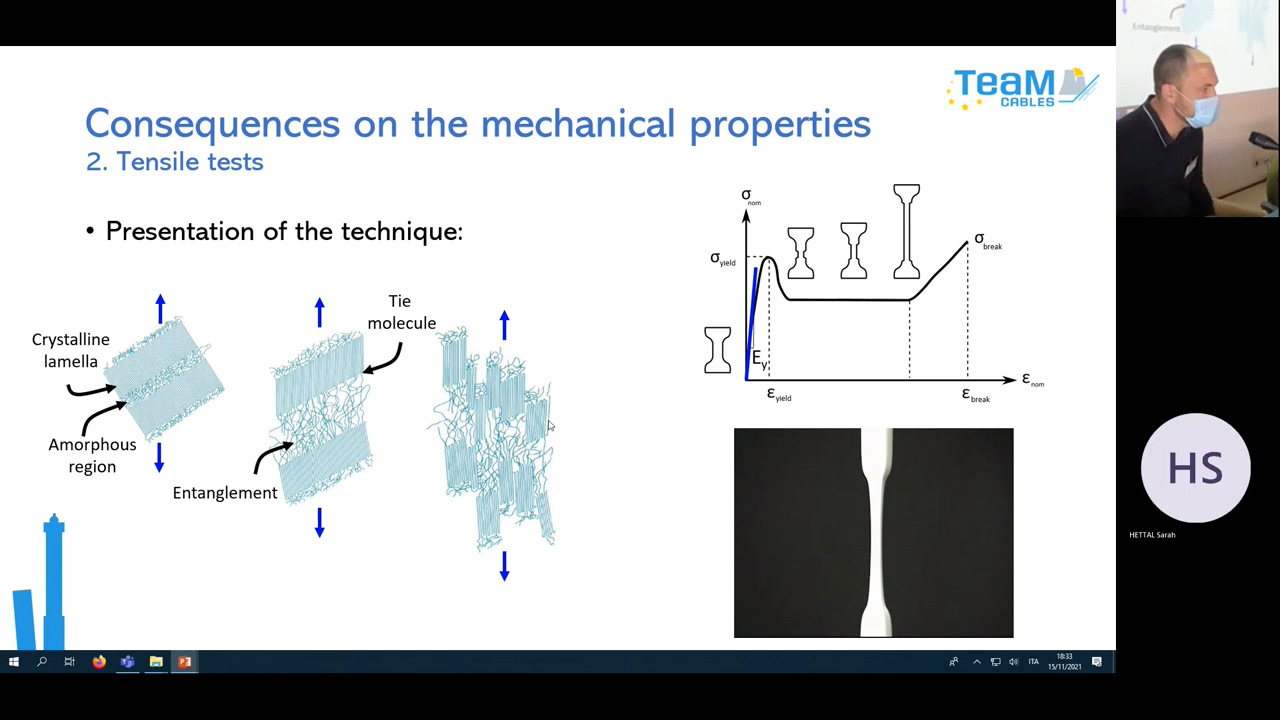 TeaM
CABLES
Consequences on the mechanical properties
2. Tensile tests
• Presentation of the technique:
Crystalline
lamella
Amorphous
region
Entanglement
Tie
molecule
σnom
σyield
σbreak
Ey
εnom
εyield
εbreak
Entanglement
HS
HETTAL Sarah
ITA
18:33
15/11/2021